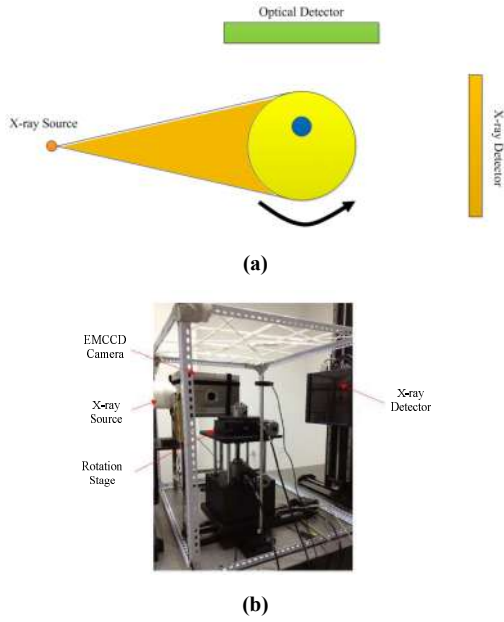 Optical Detector
X-ray Source
X-ray Detector
(a)
EMCCD
Camera
X-ray
Source
Rotation
Stage
X-ray
Detector
(b)